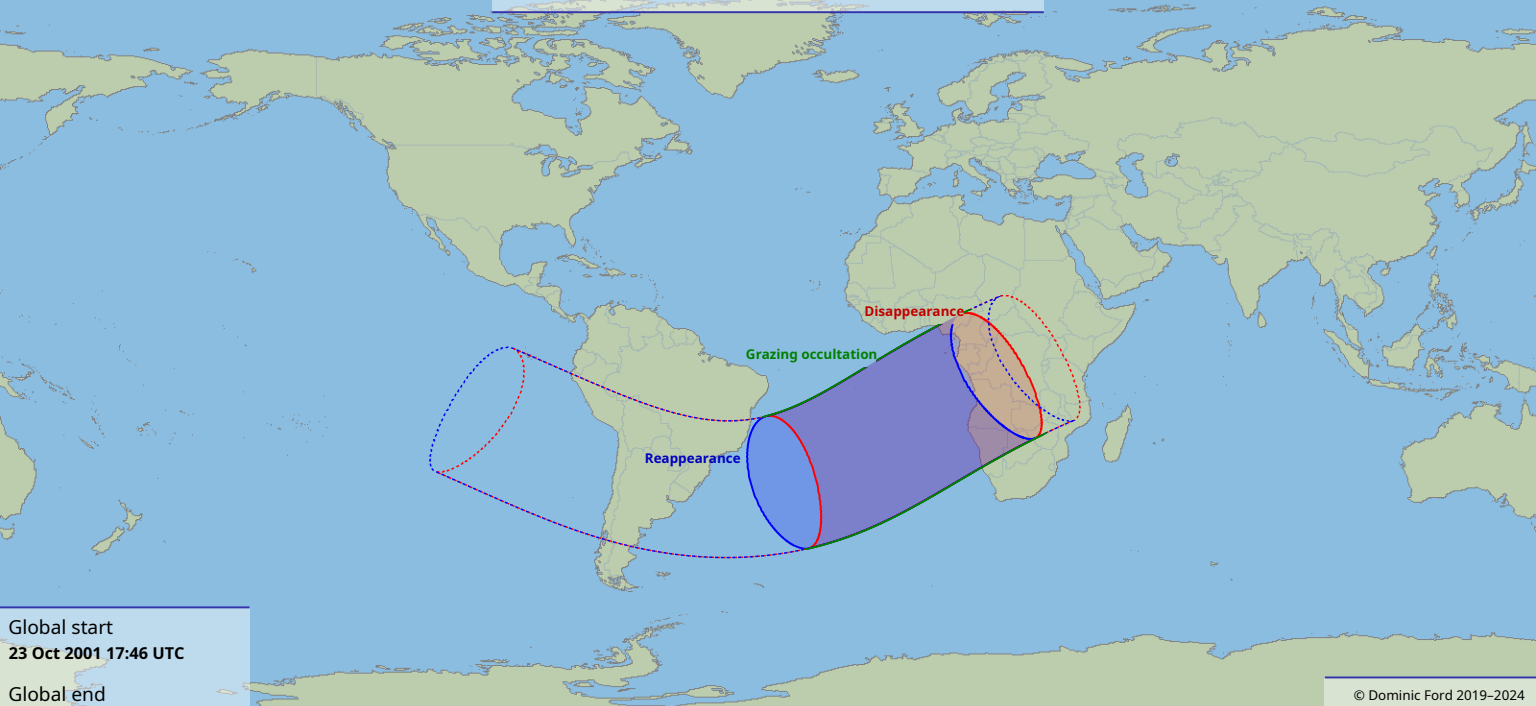 Disappearance
Grazing occultation
Reappearance
Global start
23 Oct 2001 17:46 UTC
Global end
© Dominic Ford 2019–2024